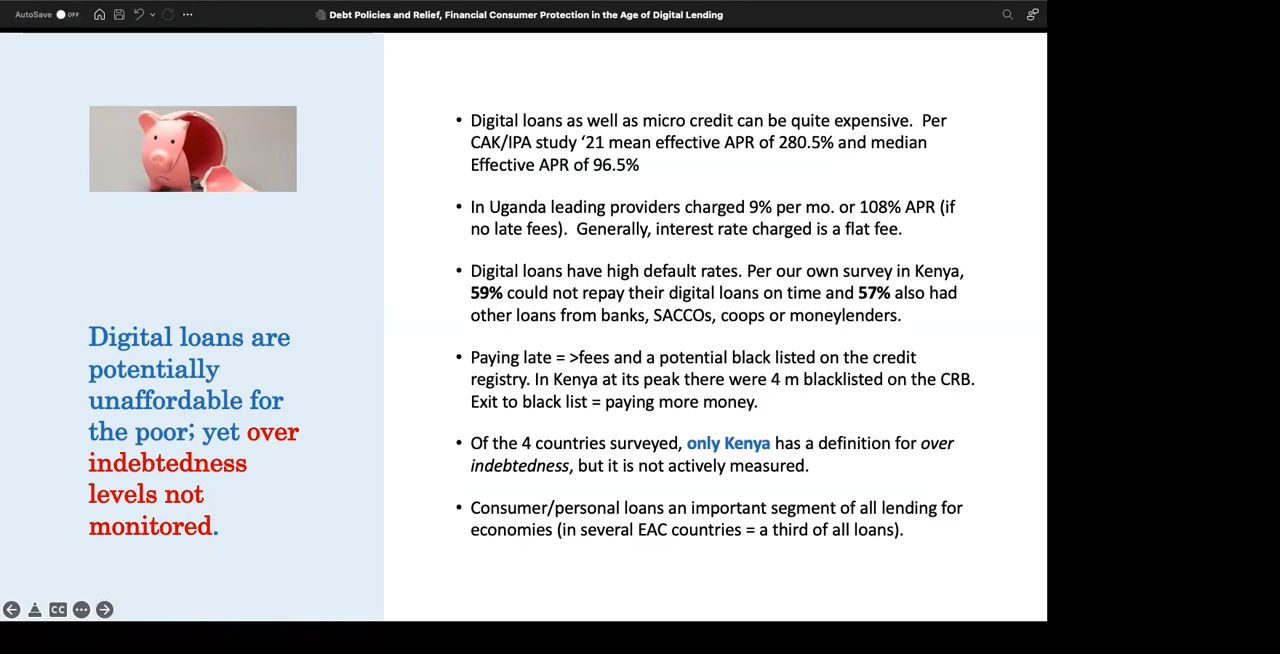 AutoSave OFF
Debt Policies and Relief, Financial Consumer Protection in the Age of Digital Lending
Digital loans are
potentially
unaffordable for
the poor; yet over
indebtedness
levels not
monitored.
• Digital loans as well as micro credit can be quite expensive.  Per
CAK/IPA study ‘21 mean effective APR of 280.5% and median
Effective APR of 96.5%
• In Uganda leading providers charged 9% per mo. or 108% APR (if
no late fees).  Generally, interest rate charged is a flat fee.
• Digital loans have high default rates. Per our own survey in Kenya,
59% could not repay their digital loans on time and 57% also had
other loans from banks, SACCOs, coops or moneylenders.
• Paying late = >fees and a potential black listed on the credit
registry. In Kenya at its peak there were 4 m blacklisted on the CRB.
Exit to black list = paying more money.
• Of the 4 countries surveyed, only Kenya has a definition for over
indebtedness, but it is not actively measured.
• Consumer/personal loans an important segment of all lending for
economies (in several EAC countries = a third of all loans).
CC